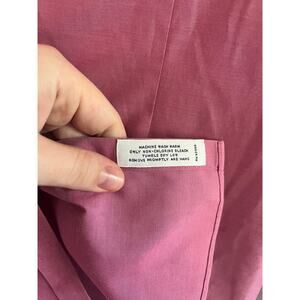 MACHINE WASH WARM
ONLY NON-CHLORINE BLEACH
TUMBLE DRY LOW
REMOVE PROMPTLY AND HANG